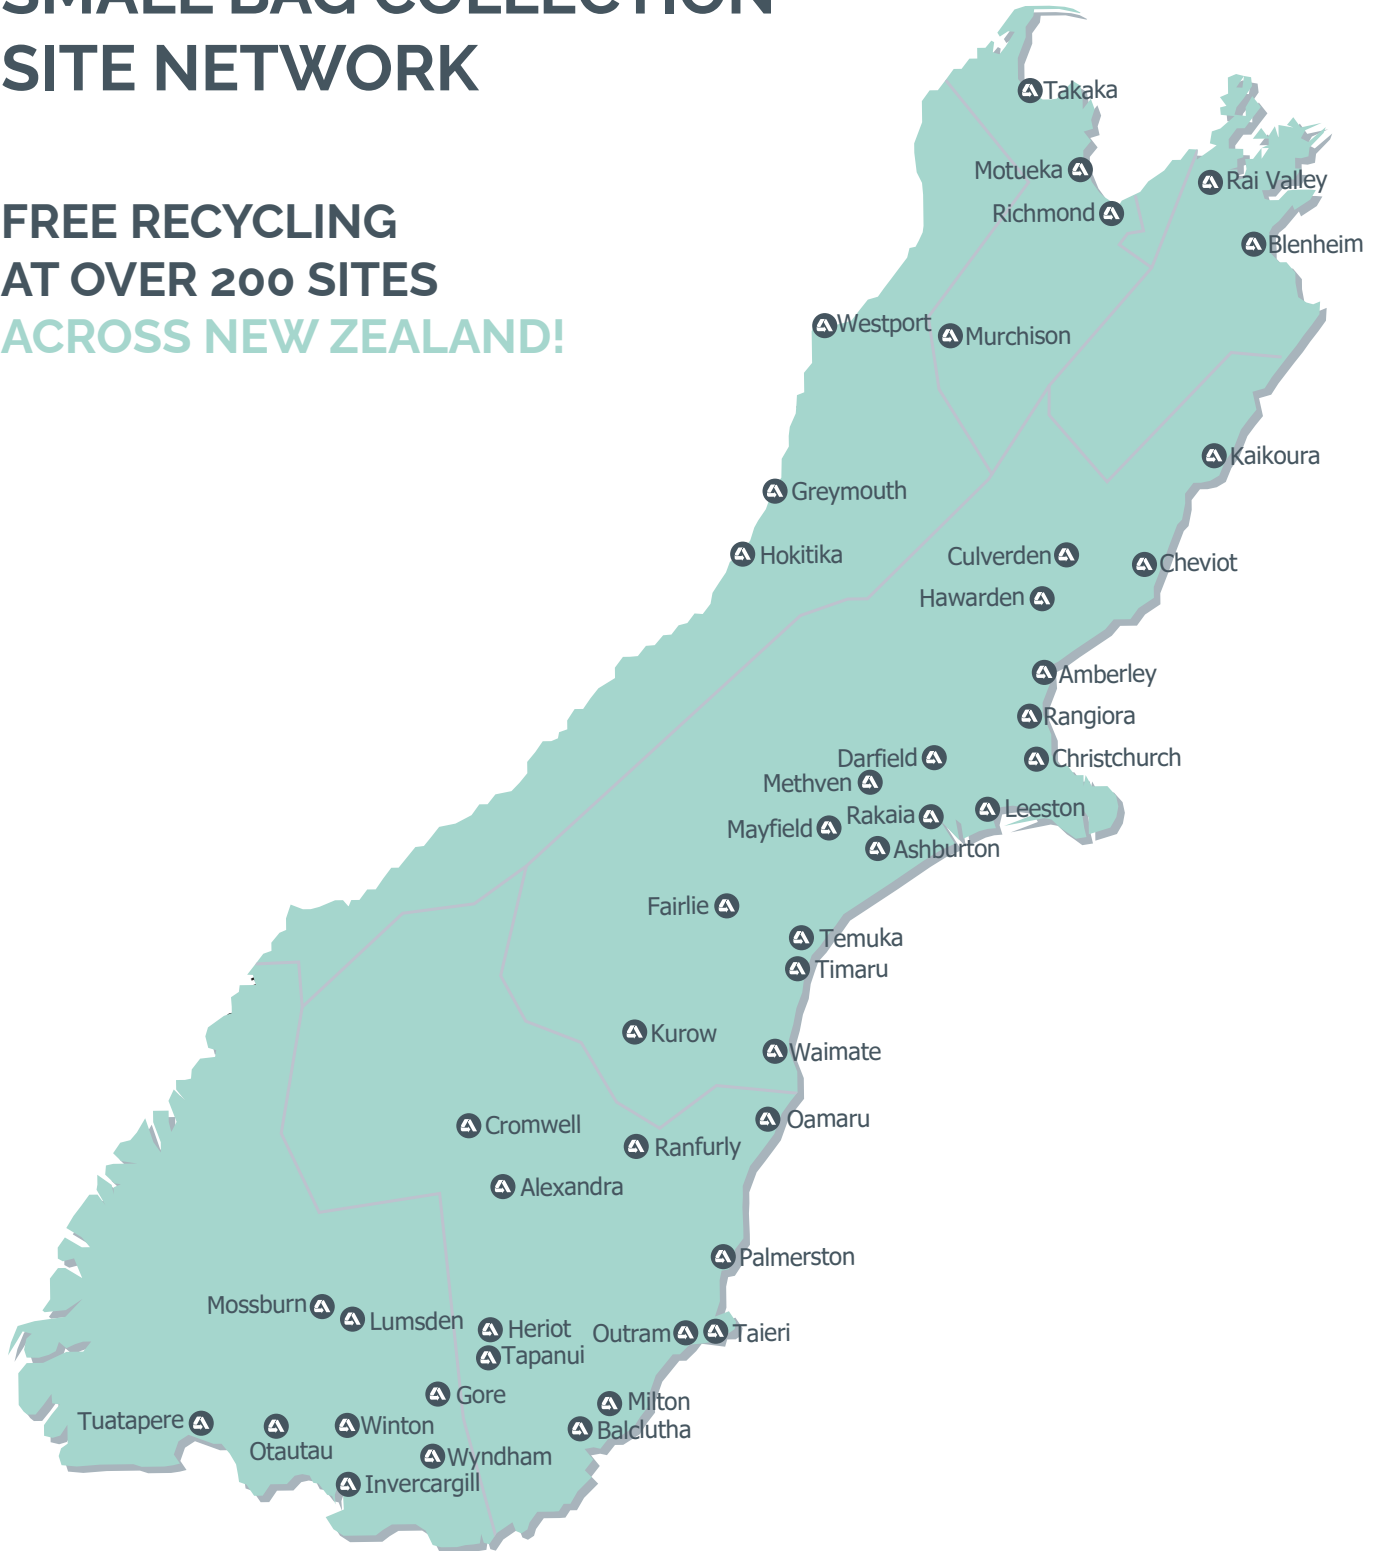 SMALL BAG COLLECTION
SITE NETWORK
FREE RECYCLING
AT OVER 200 SITES
ACROSS NEW ZEALAND!
Takaka
Motueka
Rai Valley
Richmond
Blenheim
Westport
Murchison
Kaikoura
Greymouth
Hokitika
Culverden
Cheviot
Hawarden
Amberley
Rangiora
Darfield
Christchurch
Methven
Rakaia
Leeston
Mayfield
Ashburton
Fairlie
Temuka
Timaru
Kurow
Waimate
Cromwell
Oamaru
Ranfurly
Alexandra
Palmerston
Mossburn
Lumsden
Heriot
Outram
Taieri
Tapanui
Gore
Milton
Tuatapere
Winton
Balclutha
Otautau
Wyndham
Invercargill